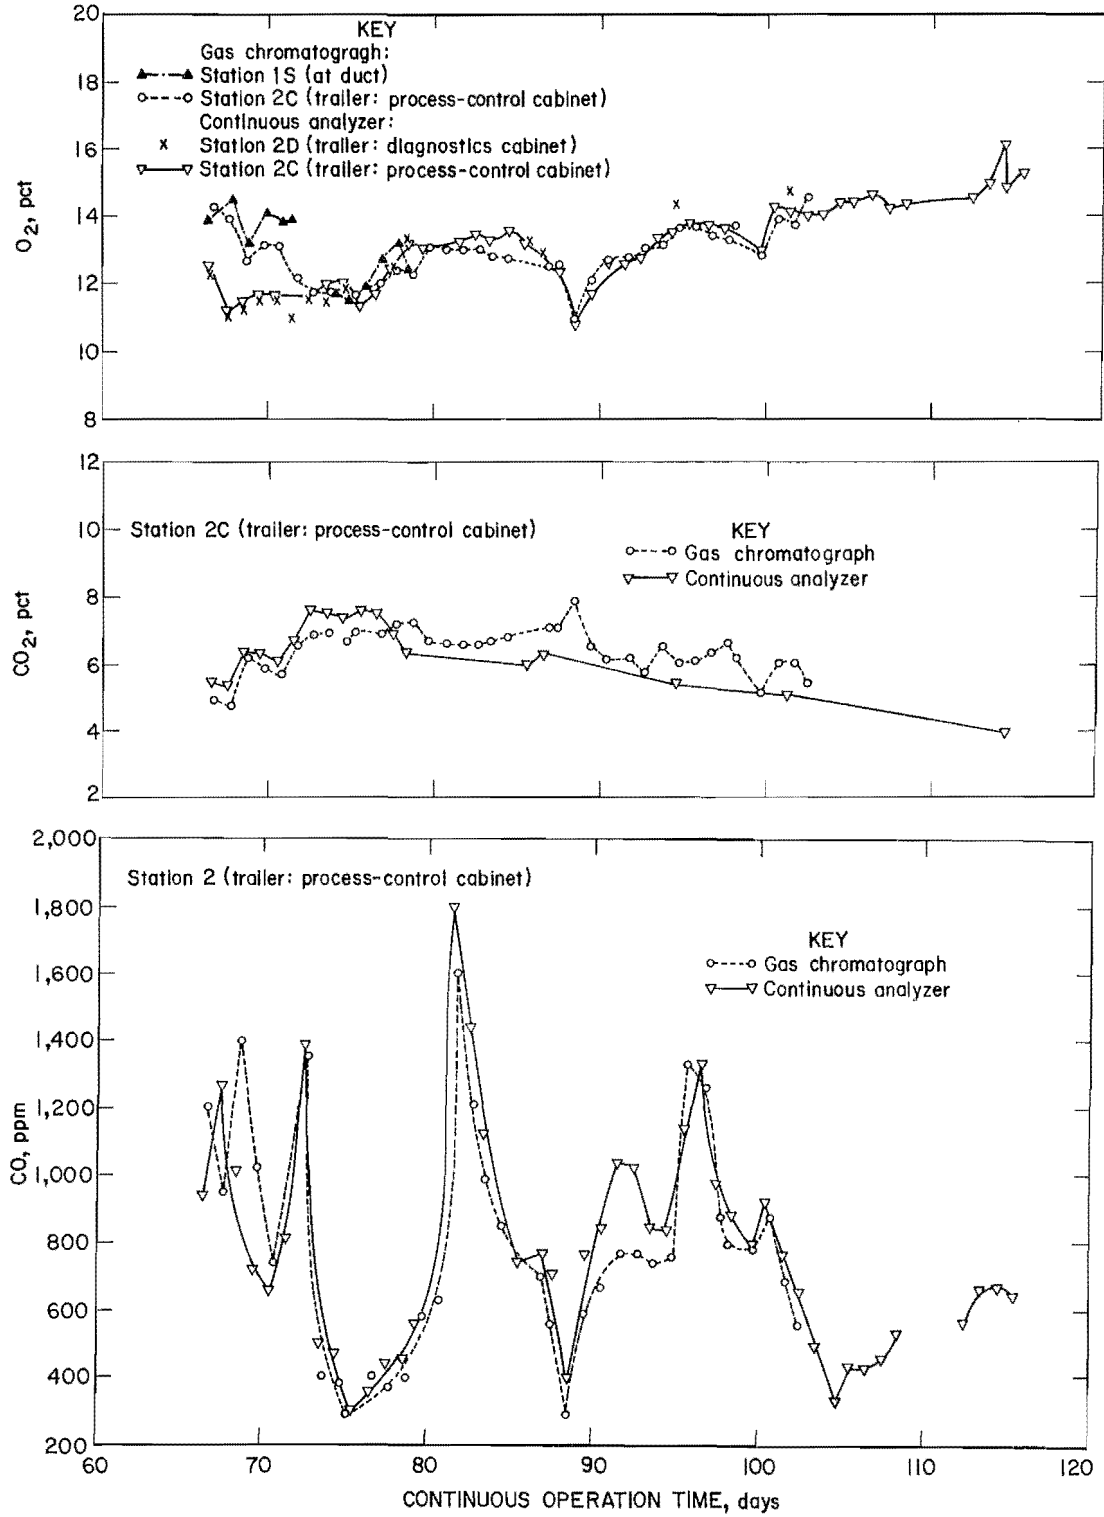 20
18
16
14
12
10
8
O2, pct
KEY
Gas chromatogragh:
Station 1S (at duct)
Station 2C (trailer: process-control cabinet)
Continuous analyzer:
x Station 2D (trailer: diagnostics cabinet)
Station 2C (trailer: process-control cabinet)
12
10
8
6
4
2
CO2, pct
Station 2C (trailer: process-control cabinet)
KEY
Gas chromatograph
Continuous analyzer
2,000
1,800
1,600
1,400
1,200
1,000
800
600
400
200
CO, ppm
Station 2 (trailer: process-control cabinet)
KEY
Gas chromatograph
Continuous analyzer
60 70 80 90 100 110 120
CONTINUOUS OPERATION TIME, days